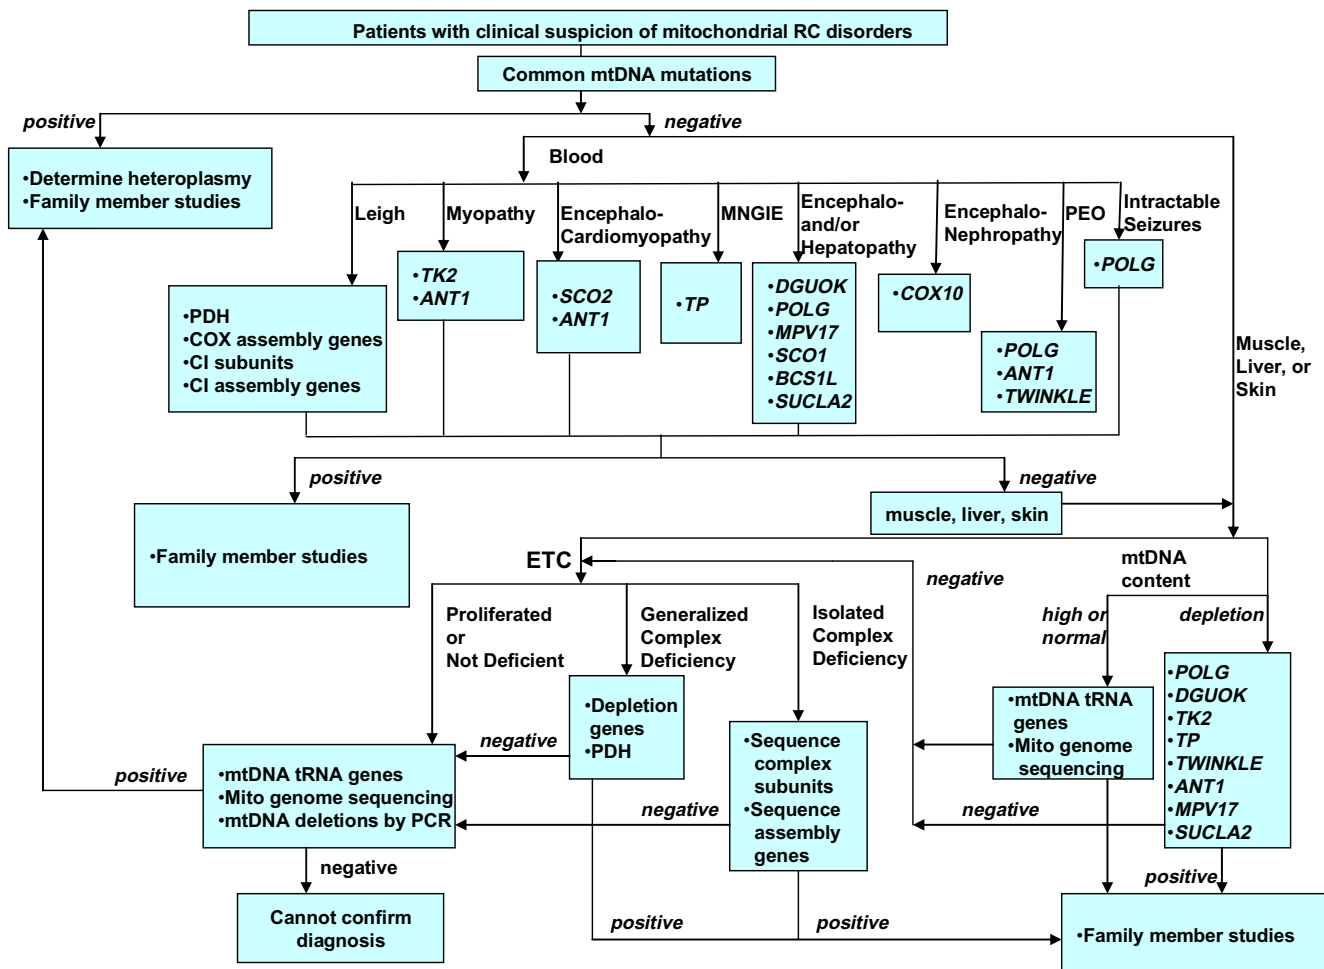 Patients with clinical suspicion of mitochondrial RC disorders
Common mtDNA mutations
positive
negative
•Determine heteroplasmy
•Family member studies
Blood
Leigh
Myopathy
Encephalo-
Cardiomyopathy
MNGIE
Encephalo-
and/or
Hepatopathy
Encephalo-
Nephropathy
PEO
Intractable
Seizures
•PDH
•COX assembly genes
•CI subunits
•CI assembly genes
•TK2
•ANT1
•SCO2
•ANT1
•TP
•DGUOK
•POLG
•MPV17
•SCO1
•BCS1L
•SUCLA2
•COX10
•POLG
•ANT1
•TWINKLE
•POLG
Muscle,
Liver, or
Skin
positive
negative
•Family member studies
muscle, liver, skin
ETC
negative
mtDNA
content
Proliferated
or
Not Deficient
Generalized
Complex
Deficiency
Isolated
Complex
Deficiency
high or
normal
depletion
•Depletion
genes
•PDH
•Sequence
complex
subunits
•Sequence
assembly
genes
•mtDNA tRNA
genes
•Mito genome
sequencing
•POLG
•DGUOK
•TK2
•TP
•TWINKLE
•ANT1
•MPV17
•SUCLA2
negative
negative
negative
positive
•mtDNA tRNA genes
•Mito genome sequencing
•mtDNA deletions by PCR
negative
Cannot confirm
diagnosis
positive
positive
positive
•Family member studies